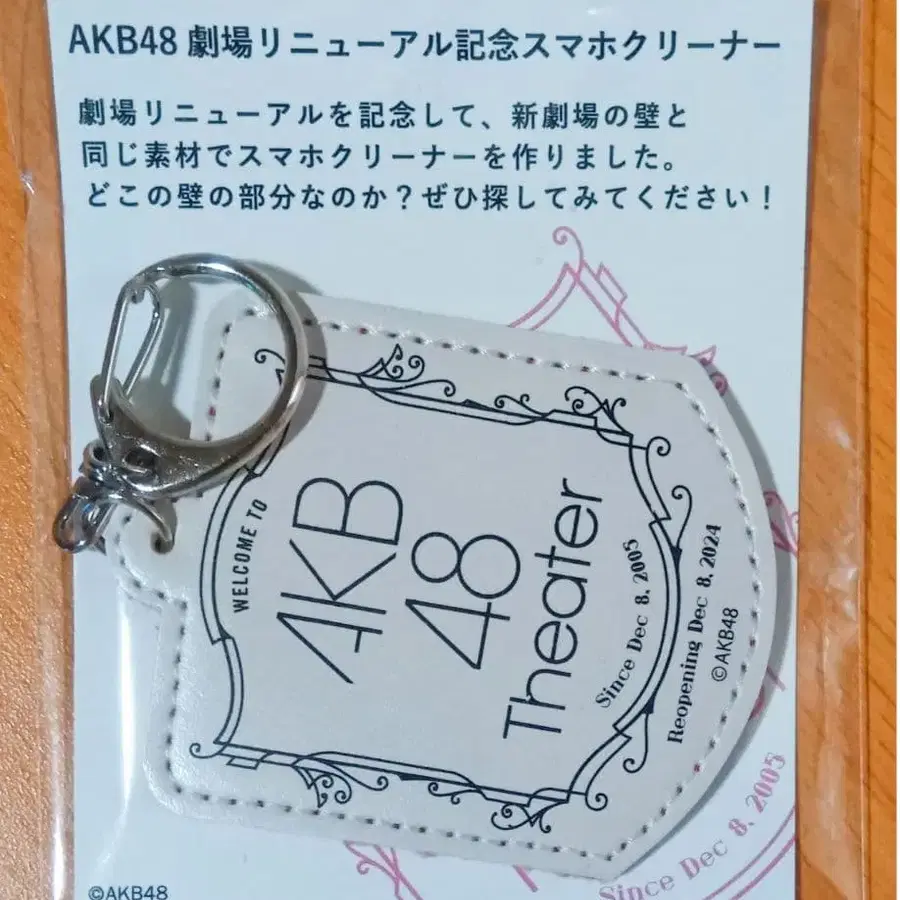 AKB48 劇場リニューアル記念スマホクリーナー
劇場リニューアルを記念して、新劇場の壁と
同じ素材でスマホクリーナーを作りました。
どこの壁の部分なのか？ぜひ探してみてください！
WELCOME TO
AKB
48
Theater
Since Dec 8, 2005
Reopening Dec 8, 2024
©AKB48
Since Dec 8, 2005
©AKB48